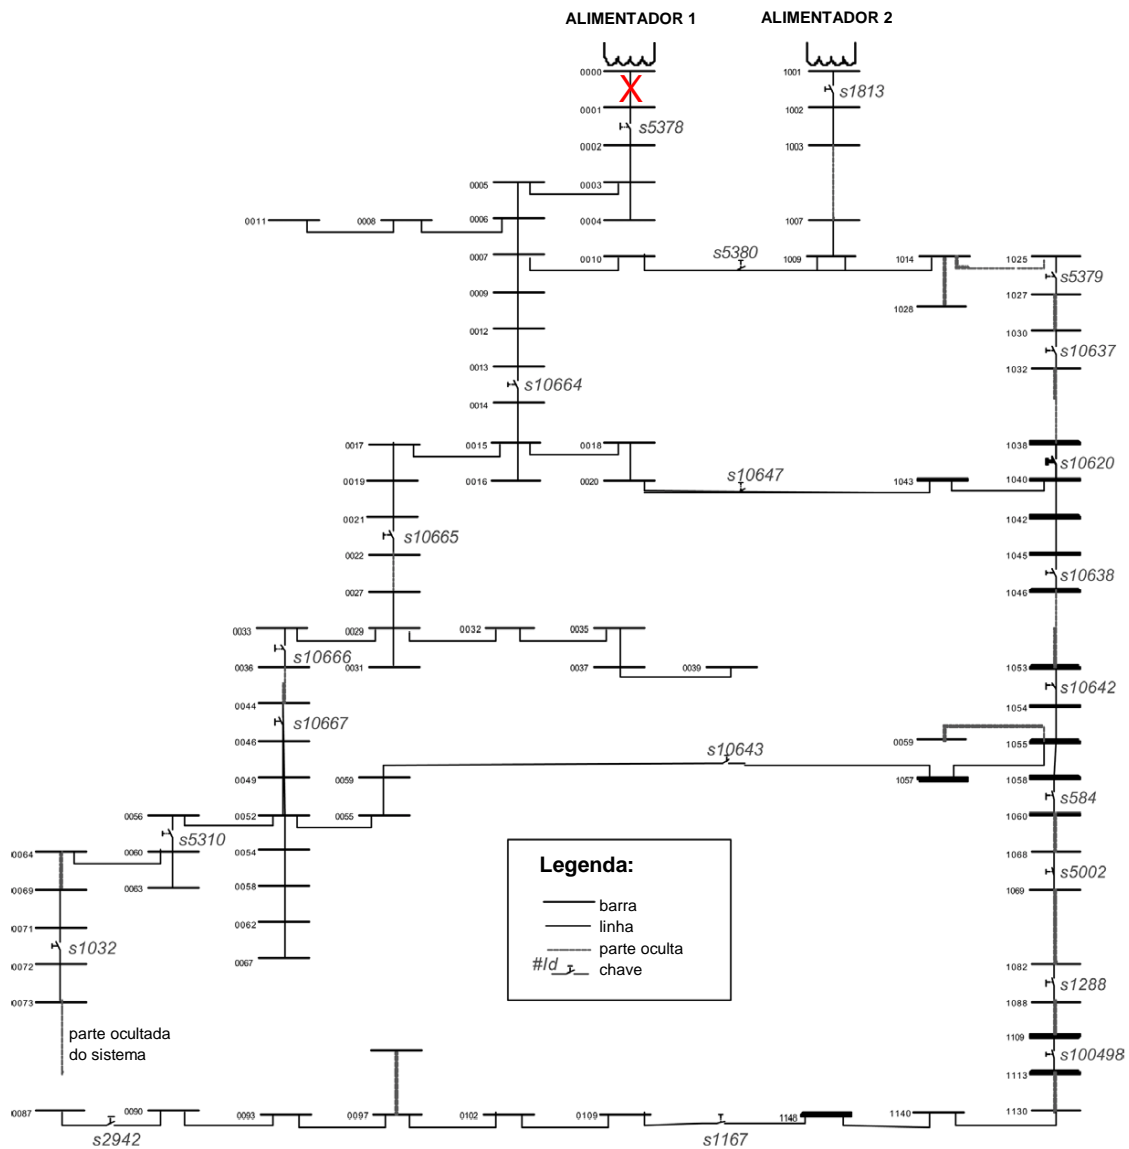 ALIMENTADOR 1 ALIMENTADOR 2
0000 1001
X s1813
0001 1002
s5378
0002 1003
0005 0003
0011 0008 0006 0004 1007
s5380
0007 0010 1009 1014 1025
s5379
0009 1028 1027
0012 1030
s10637
0013 1032
s10664
0014
0017 0015 0018 1038
s10647 s10620
0019 0016 0020 1043 1040
0021 1042
s10665
0022 1045
s10638
0027 1046
0033 0029 0032 0035
s10666
0036 0031 0037 0039 1053
s10642
0044 1054
s10667
0046 0059 1055
s10643
0049 0059 1057 1058
s584
0056 0052 0055 1060
s5310
0064 0060 0054 1068
s5002
0069 0063 0058 1069
0071 0062
s1032
0072 0067 1082
s1288
0073 1088
parte ocultada
do sistema
1109
s100498
1113
0087 0090 0093 0097 0102 0109 1148 1140 1130
s2942 s1167
Legenda:
barra
linha
parte oculta
#Id chave